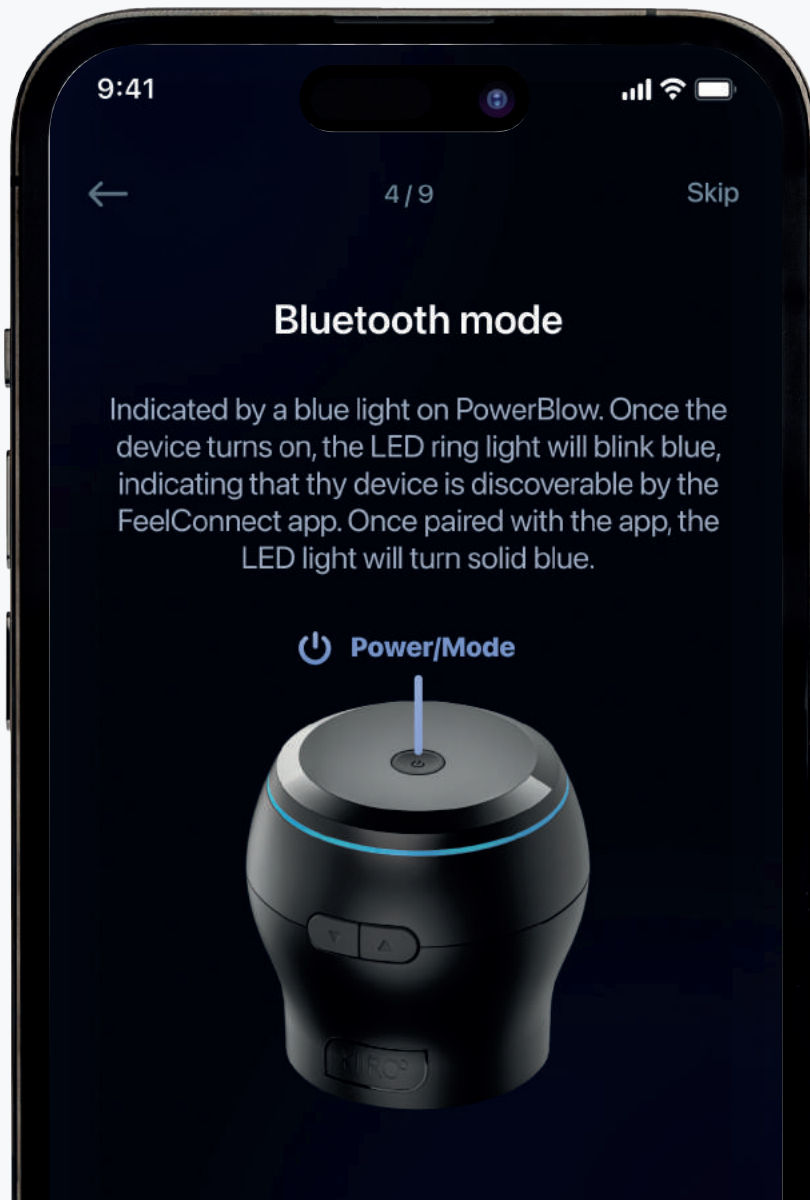 9:41
4/9
Skip
Bluetooth mode
Indicated by a blue light on PowerBlow. Once the
device turns on, the LED ring light will blink blue,
indicating that thy device is discoverable by the
FeelConnect app. Once paired with the app, the
LED light will turn solid blue.
Power/Mode